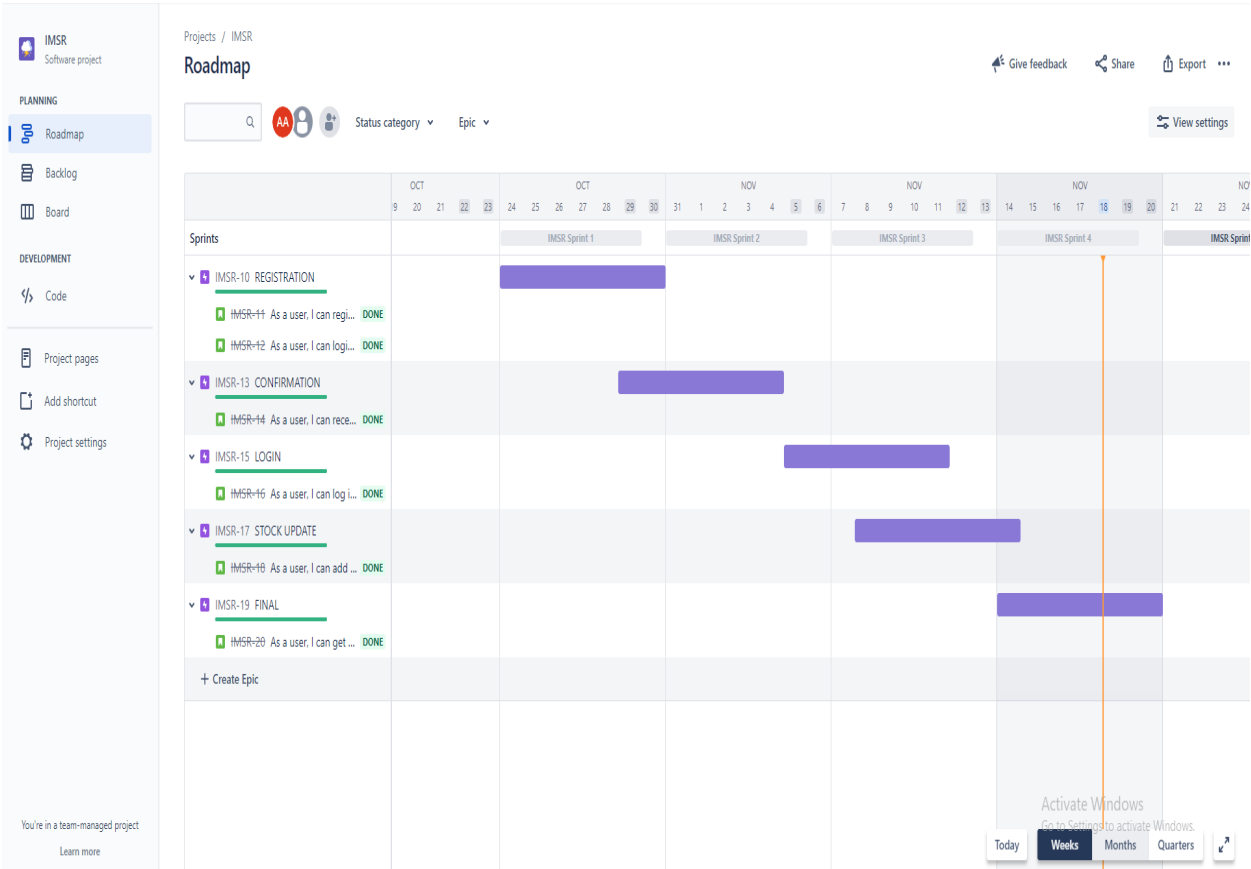 IMSR
Software project
PLANNING
Roadmap
Backlog
Board
DEVELOPMENT
Code
Project pages
Add shortcut
Project settings
You're in a team-managed project
Learn more
Projects / IMSR
Roadmap
Give feedback Share Export
AA Status category Epic View settings
OCT OCT NOV NOV NOV
20 21 22 23 24 25 26 27 28 29 30 31 1 2 3 4 5 6 7 8 9 10 11 12 13 14 15 16 17 18 19 20 21 22 23 24
Sprints IMSR Sprint 1 IMSR Sprint 2 IMSR Sprint 3 IMSR Sprint 4 IMSR Sprint
IMSR-10 REGISTRATION
IMSR-11 As a user, I can regi... DONE
IMSR-12 As a user, I can logi... DONE
IMSR-13 CONFIRMATION
IMSR-14 As a user, I can rece... DONE
IMSR-15 LOGIN
IMSR-16 As a user, I can log i... DONE
IMSR-17 STOCK UPDATE
IMSR-18 As a user, I can add ... DONE
IMSR-19 FINAL
IMSR-20 As a user, I can get ... DONE
+ Create Epic
Activate Windows
Go to Settings to activate Windows.
Today Weeks Months Quarters